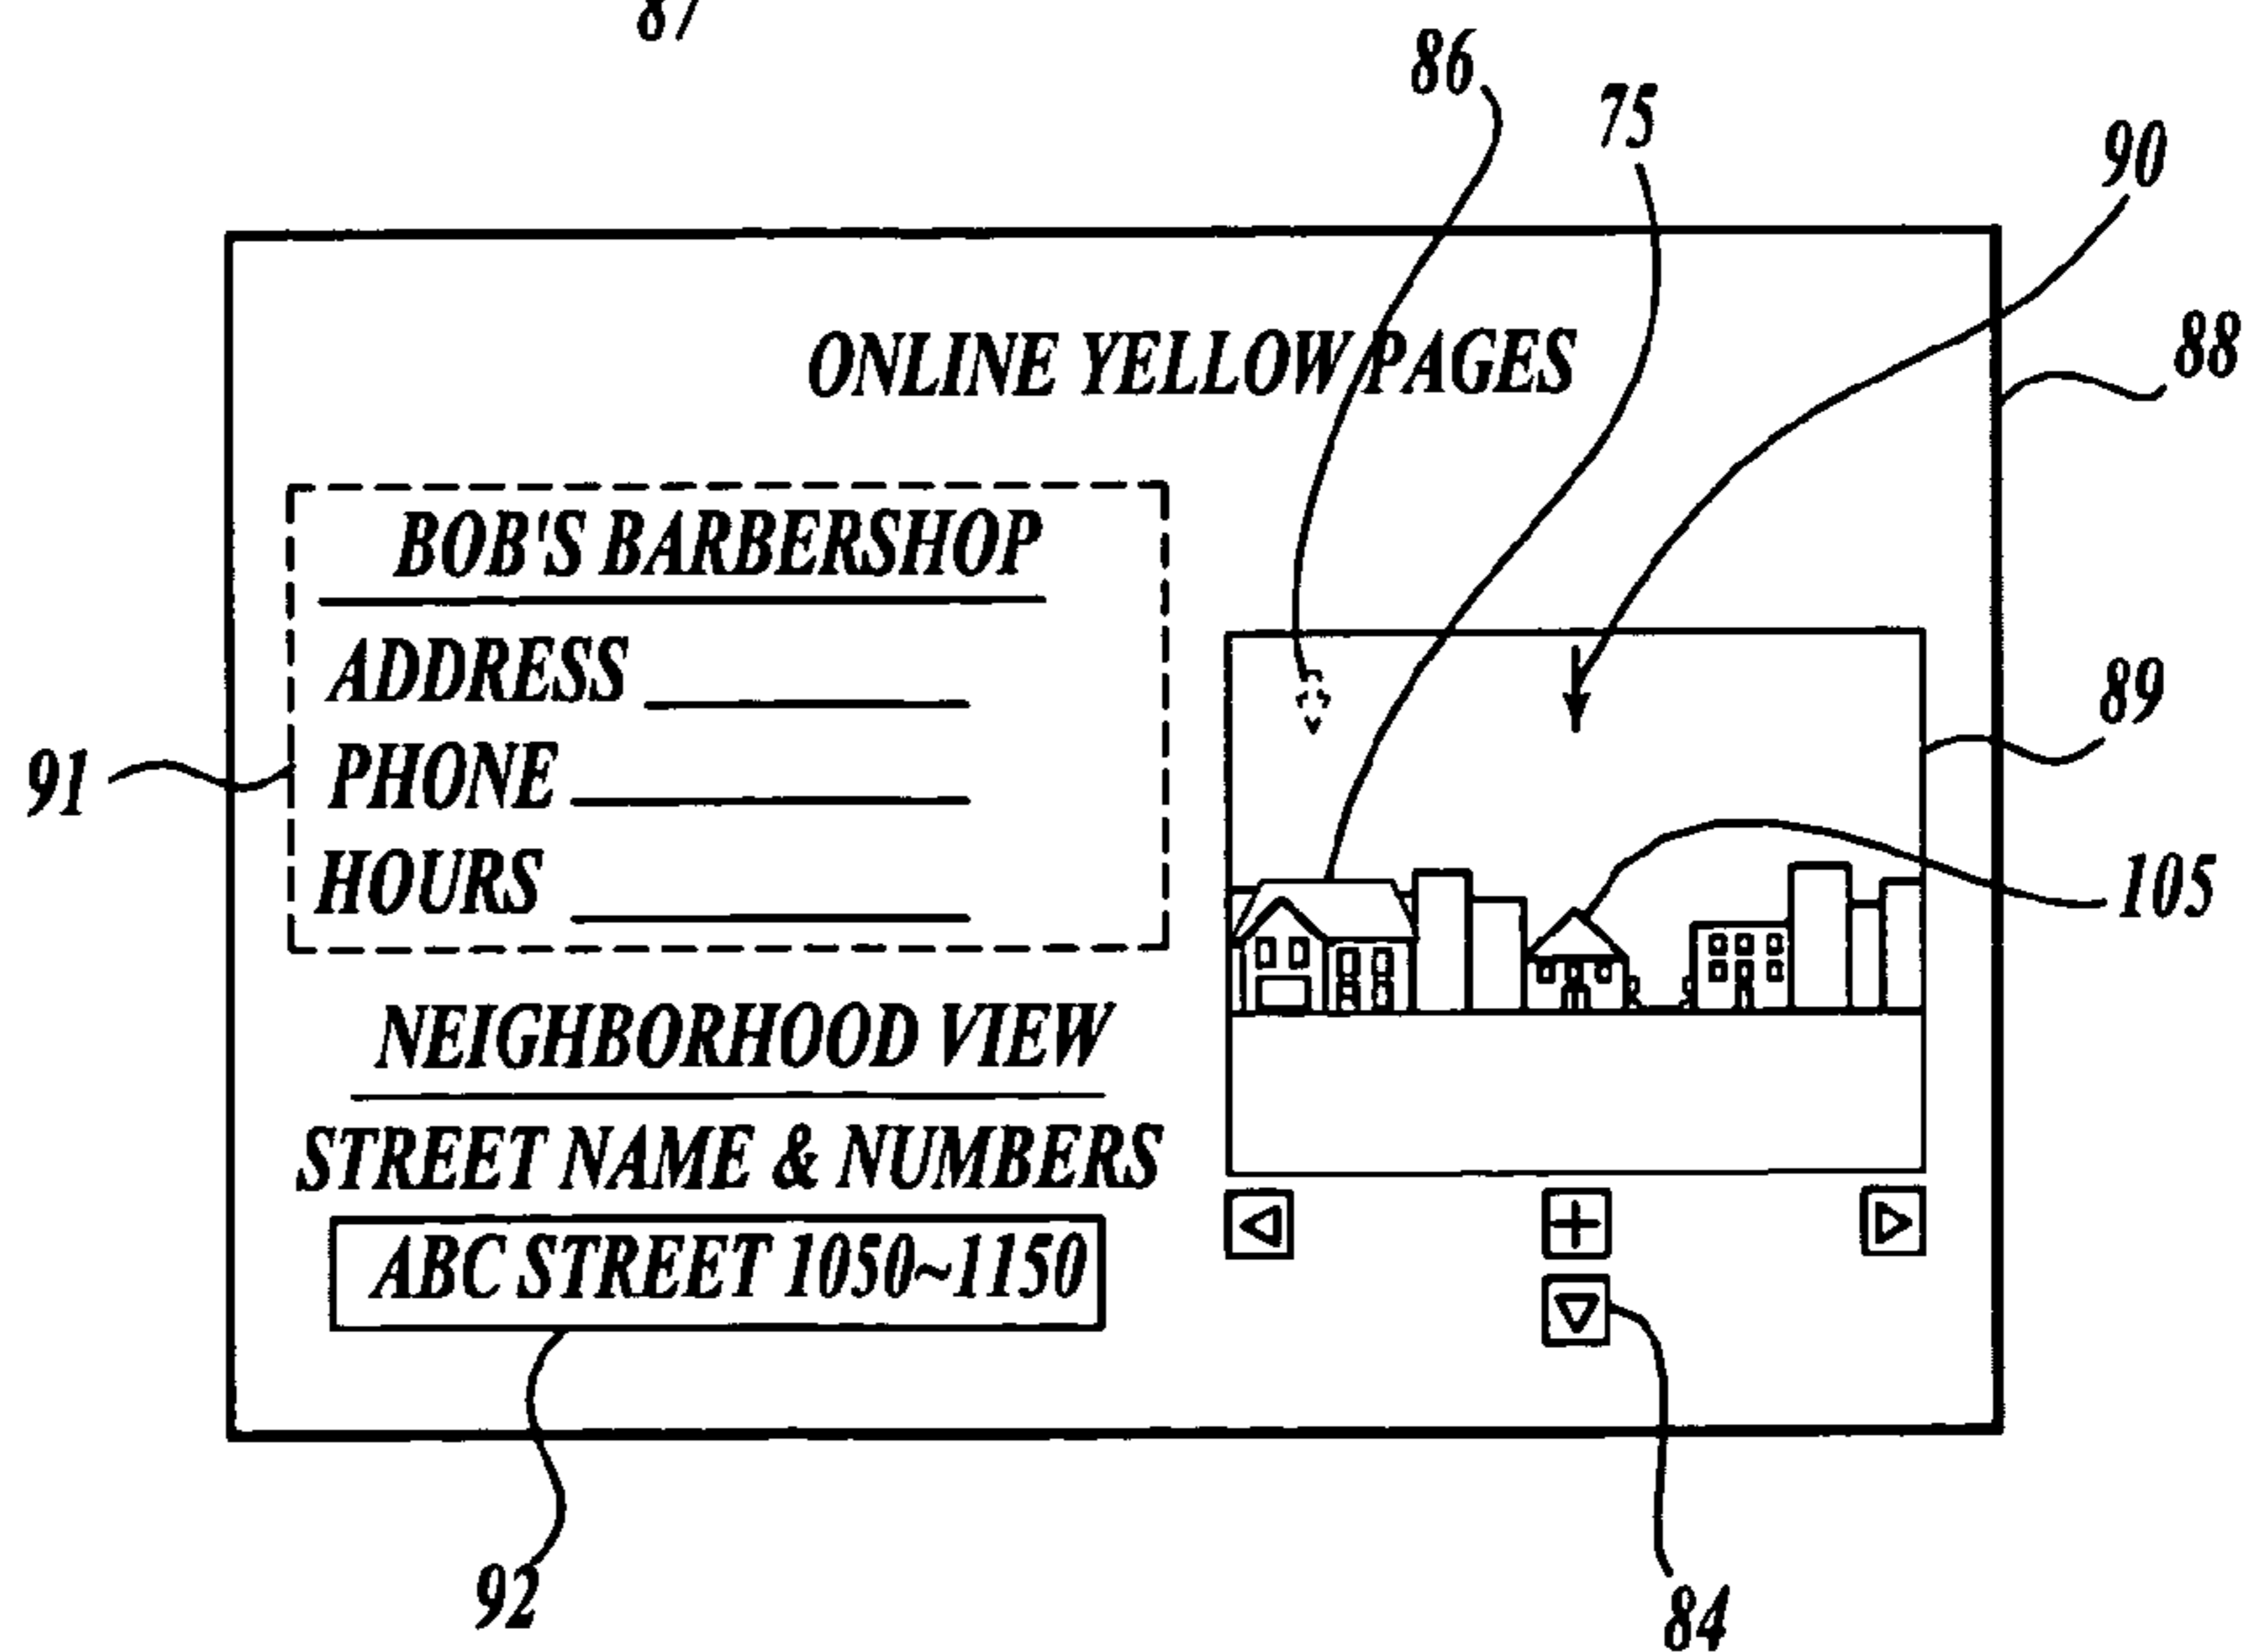 87
86
75
90
88
ONLINE YELLOW PAGES
BOB'S BARBERSHOP
ADDRESS
89
PHONE
91
HOURS
105
NEIGHBORHOOD VIEW
STREET NAME & NUMBERS
ABC STREET 1050~1150
92
84